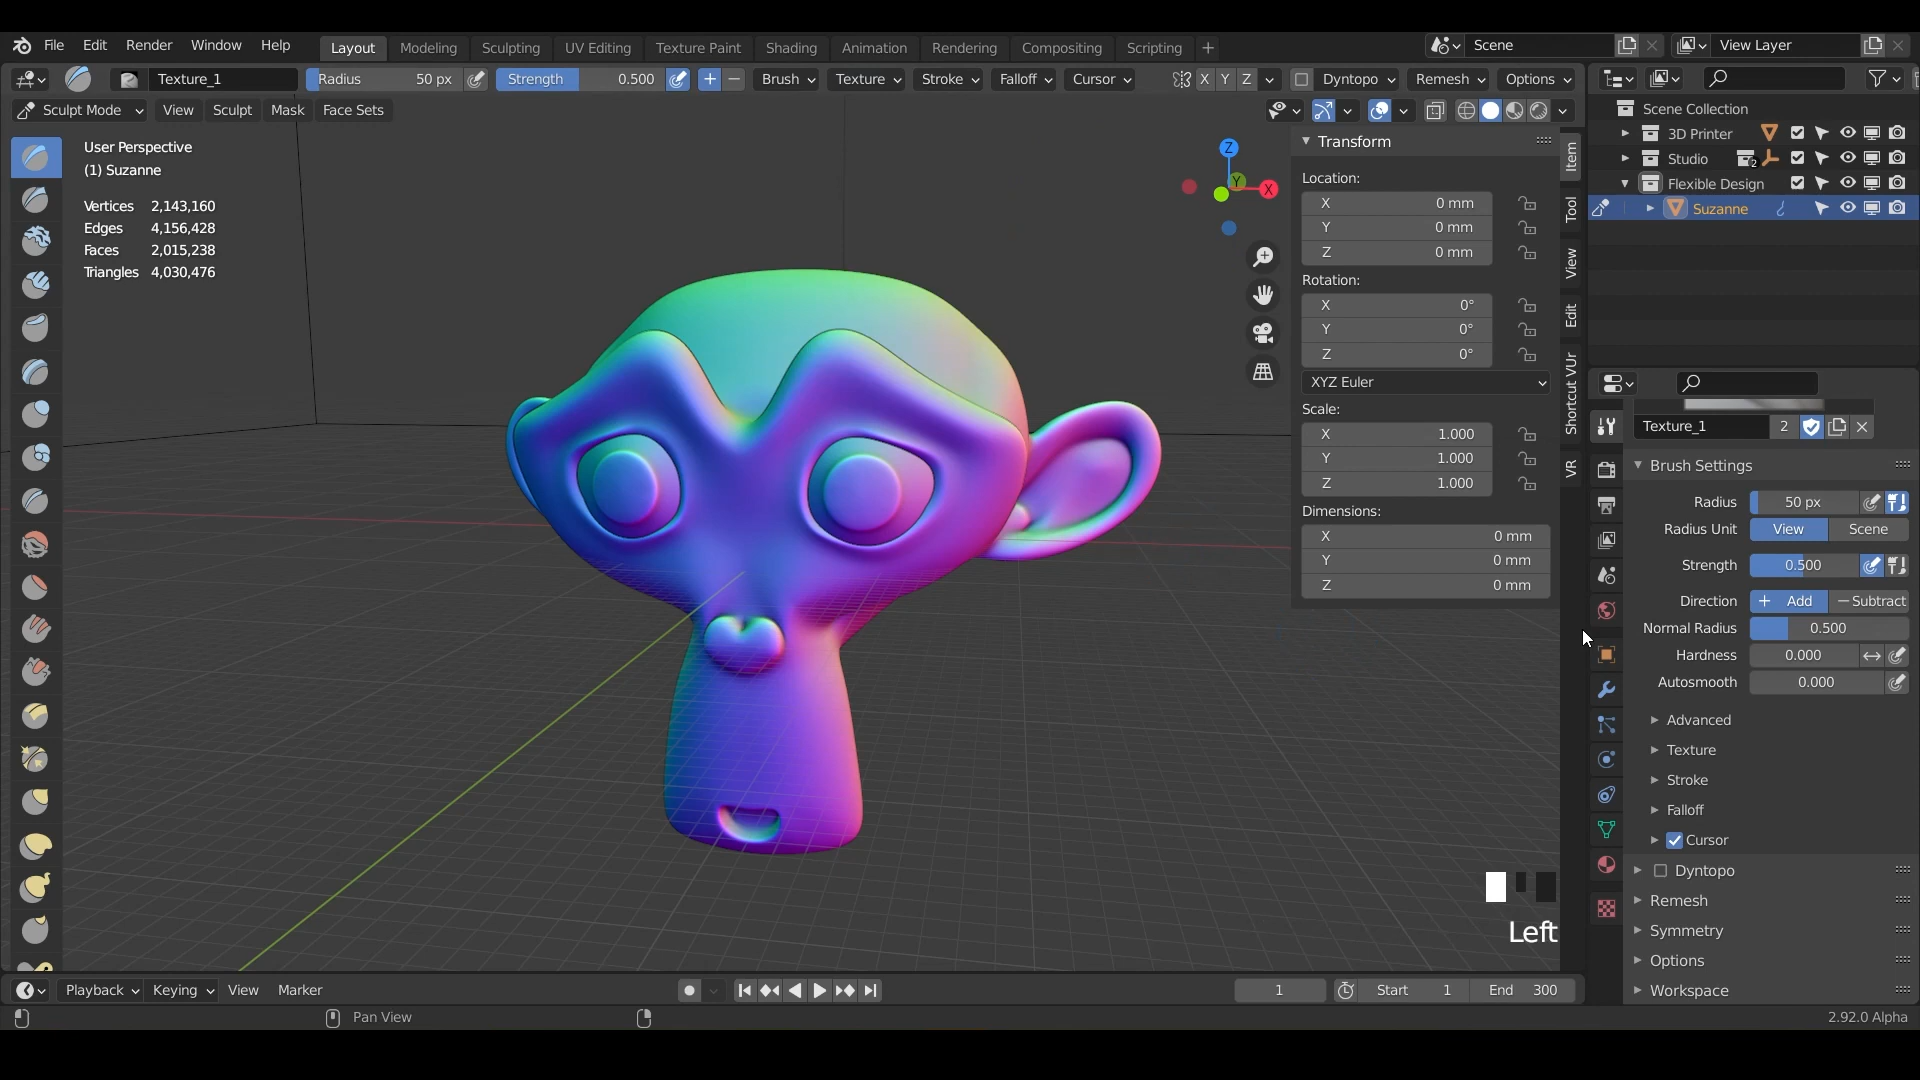 File Edit Render Window Help Layout Modeling Sculpting UV Editing Texture Paint Shading Animation Rendering Compositing Scripting + Scene View Layer
Texture_1 Radius 50 px Strength 0.500 + − Brush Texture Stroke Falloff Cursor X Y Z Dyntopo Remesh Options
Sculpt Mode View Sculpt Mask Face Sets
User Perspective
(1) Suzanne
Vertices 2,143,160
Edges 4,156,428
Faces 2,015,238
Triangles 4,030,476
Z
Y
X
Transform
Location:
X 0 mm
Y 0 mm
Z 0 mm
Rotation:
X 0°
Y 0°
Z 0°
XYZ Euler
Scale:
X 1.000
Y 1.000
Z 1.000
Dimensions:
X 0 mm
Y 0 mm
Z 0 mm
Item
Tool
View
Edit
Shortcut VUr
VR
Scene Collection
3D Printer
Studio 2
Flexible Design
Suzanne
Texture_1 2
Brush Settings
Radius 50 px
Radius Unit View Scene
Strength 0.500
Direction + Add − Subtract
Normal Radius 0.500
Hardness 0.000
Autosmooth 0.000
Advanced
Texture
Stroke
Falloff
Cursor
Dyntopo
Remesh
Symmetry
Options
Workspace
Left
Playback Keying View Marker 1 Start 1 End 300
Pan View 2.92.0 Alpha